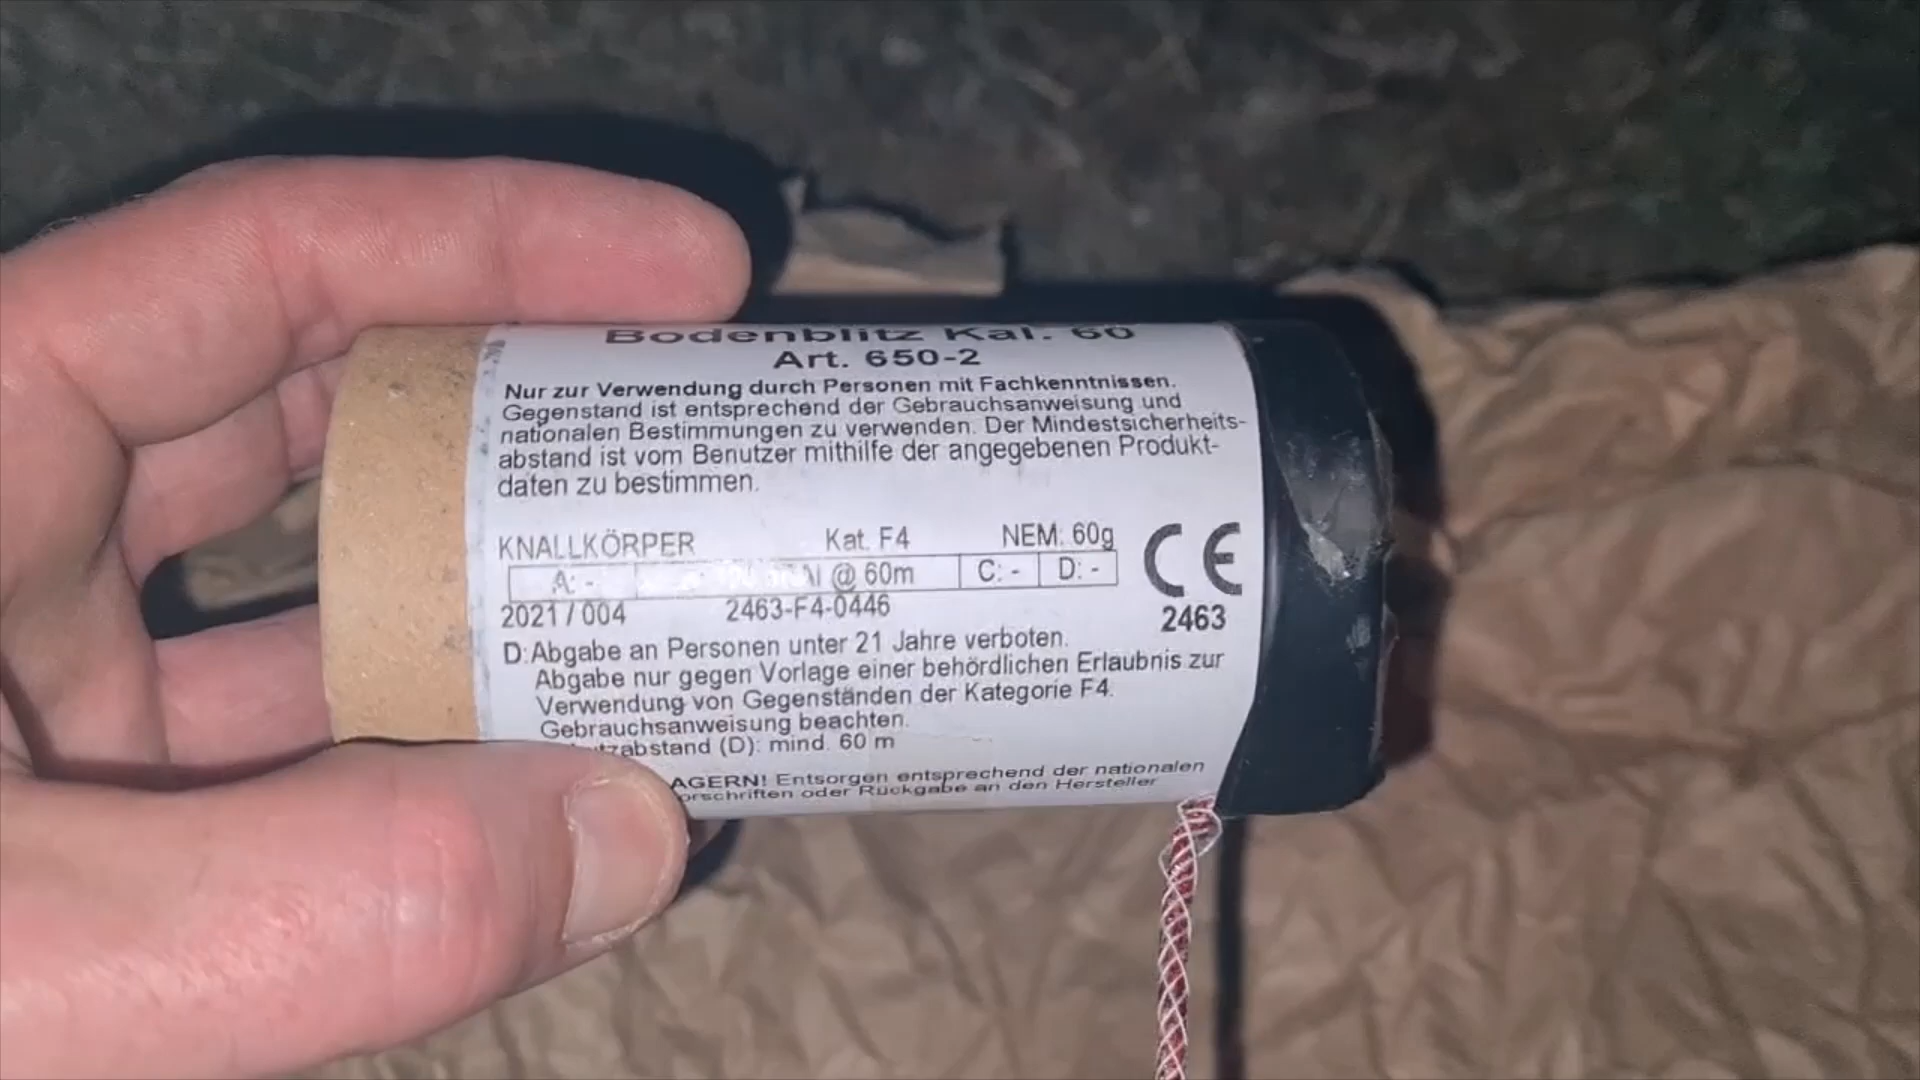 Bodenblitz Kal. 60
Art. 650-2
Nur zur Verwendung durch Personen mit Fachkenntnissen.
Gegenstand ist entsprechend der Gebrauchsanweisung und
nationalen Bestimmungen zu verwenden. Der Mindestsicherheits-
abstand ist vom Benutzer mithilfe der angegebenen Produkt-
daten zu bestimmen.
KNALLKÖRPER Kat. F4 NEM: 60g
A: - @ 60m C: - D: -
2021 / 004 2463-F4-0446
CE
2463
D: Abgabe an Personen unter 21 Jahre verboten.
Abgabe nur gegen Vorlage einer behördlichen Erlaubnis zur
Verwendung von Gegenständen der Kategorie F4.
Gebrauchsanweisung beachten.
(D): mind. 60 m
Entsorgen entsprechend der nationalen
oder Rückgabe an den Hersteller